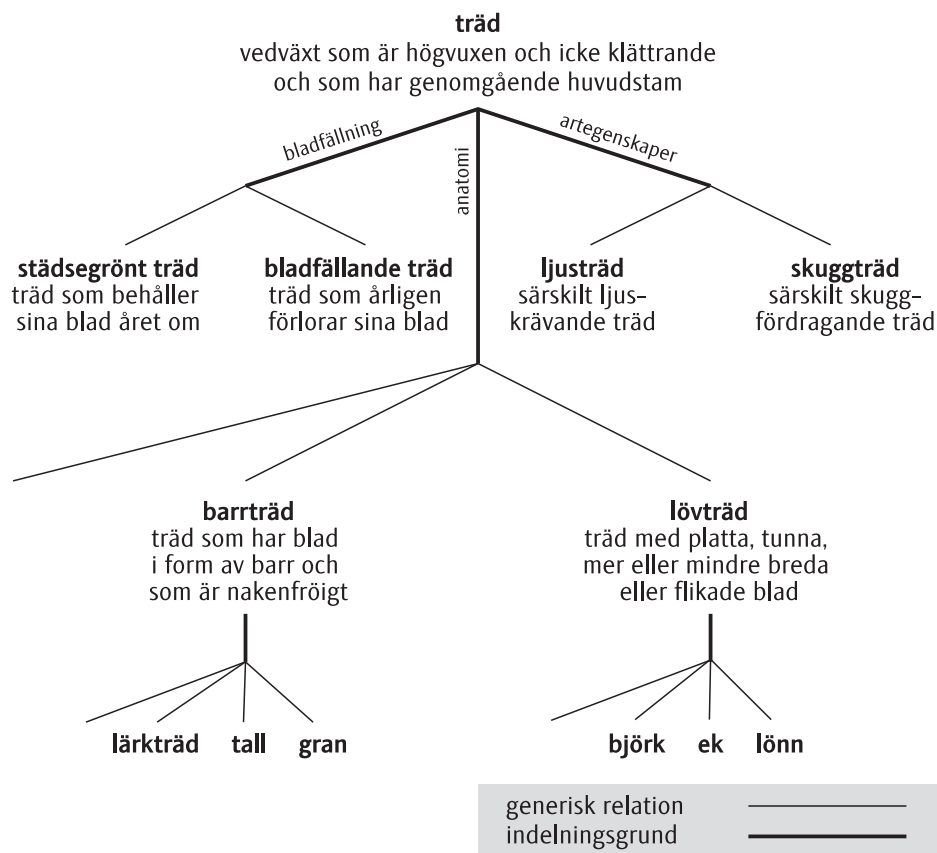 träd
vedväxt som är högvuxen och icke klättrande
och som har genomgående huvudstam
bladfällning
anatomi
artegenskaper
städsegrönt träd
träd som behåller
sina blad året om
bladfällande träd
träd som årligen
förlorar sina blad
ljusträd
särskilt ljus-
krävande träd
skuggträd
särskilt skugg-
fördragande träd
barrträd
träd som har blad
i form av barr och
som är nakenfröigt
lövträd
träd med platta, tunna,
mer eller mindre breda
eller flikade blad
lärkträd
tall
gran
björk
ek
lönn
generisk relation
indelningsgrund